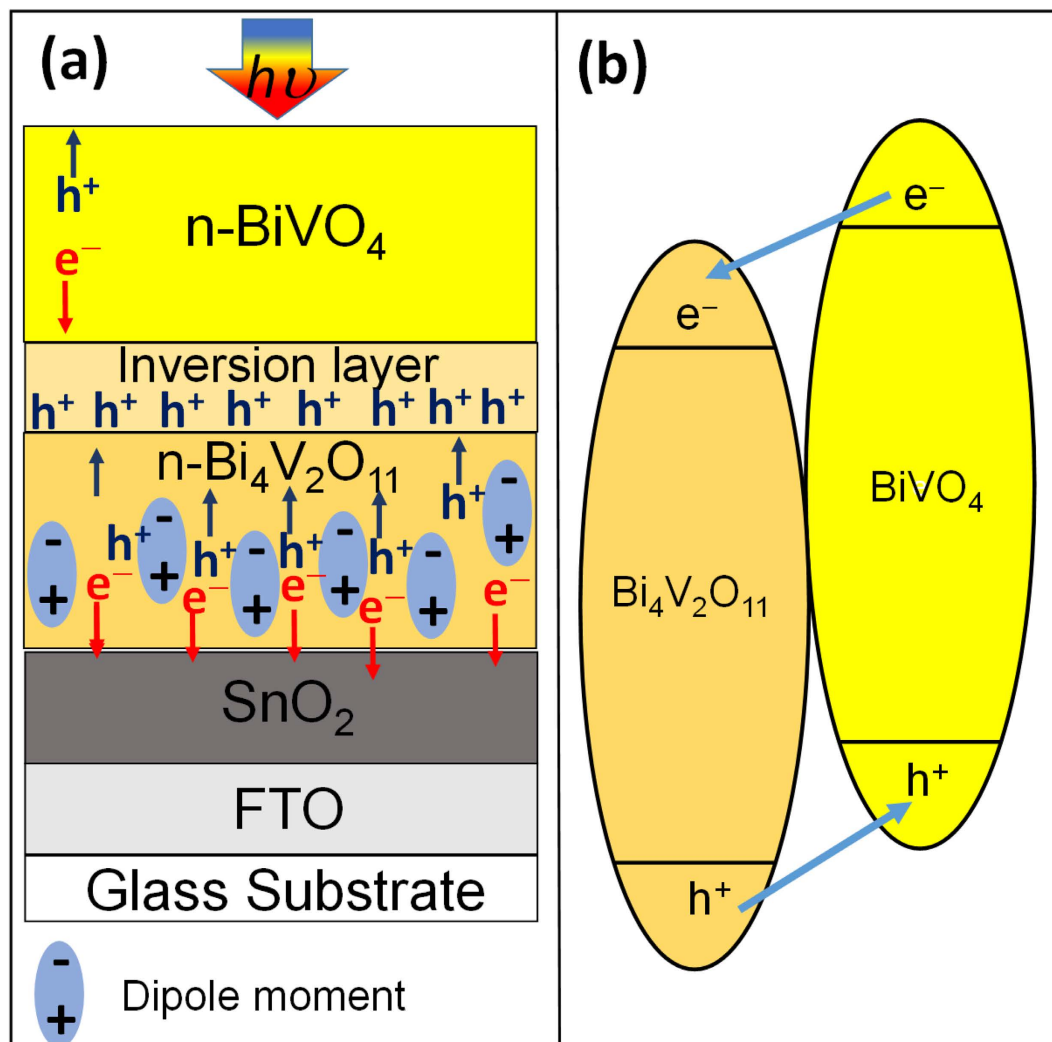 (a)
hυ
h⁺
e⁻
n-BiVO₄
Inversion layer
h⁺ h⁺ h⁺ h⁺ h⁺ h⁺ h⁺ h⁺
n-Bi₄V₂O₁₁
h⁺
- - - - - - -
h⁺ h⁺ h⁺ h⁺
+ + + + + + +
e⁻ e⁻ e⁻ e⁻ e⁻
SnO₂
FTO
Glass Substrate
-
+
Dipole moment
(b)
e⁻
e⁻
BiVO₄
Bi₄V₂O₁₁
h⁺
h⁺